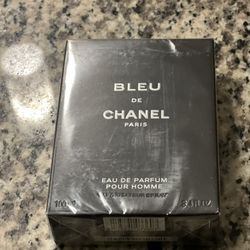 BLEU
DE
CHANEL
PARIS
EAU DE PARFUM
POUR HOMME